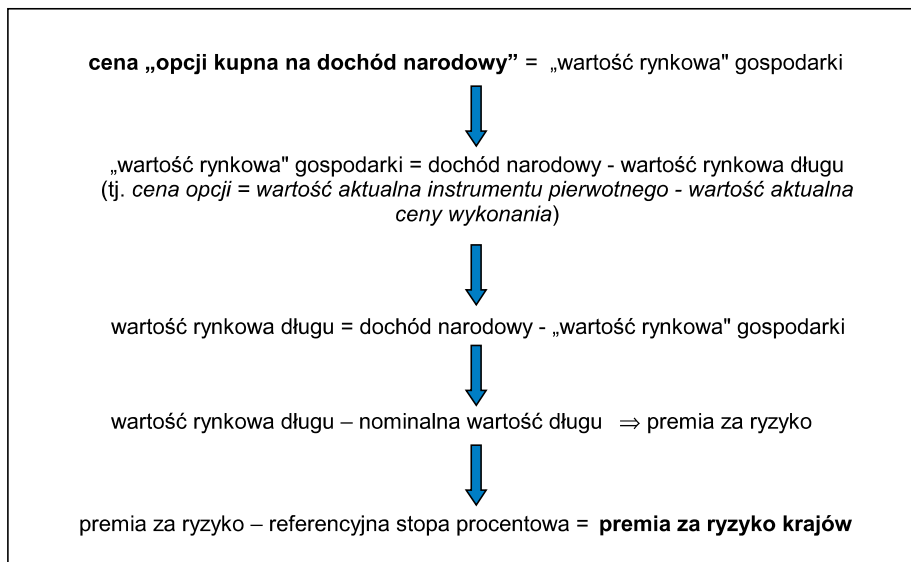 cena „opcji kupna na dochód narodowy” = „wartość rynkowa" gospodarki
„wartość rynkowa" gospodarki = dochód narodowy - wartość rynkowa długu
(tj. cena opcji = wartość aktualna instrumentu pierwotnego - wartość aktualna
ceny wykonania)
wartość rynkowa długu = dochód narodowy - „wartość rynkowa" gospodarki
wartość rynkowa długu – nominalna wartość długu ⇒ premia za ryzyko
premia za ryzyko – referencyjna stopa procentowa = premia za ryzyko krajów